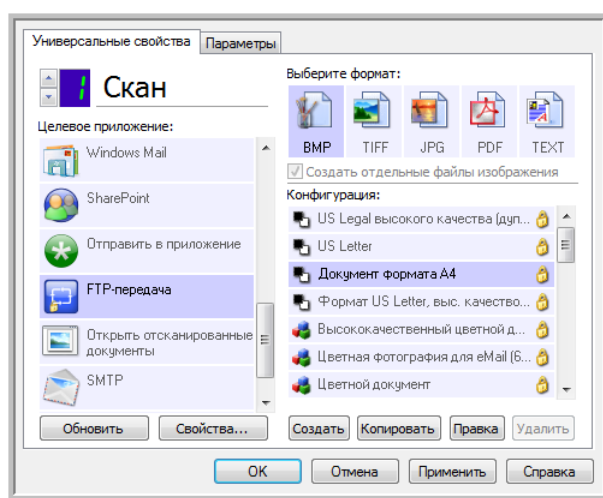 Универсальные свойства Параметры
1 Скан
Целевое приложение:
Windows Mail
SharePoint
Отправить в приложение
FTP-передача
Открыть отсканированные
документы
SMTP
Обновить Свойства...
Выберите формат:
BMP TIFF JPG PDF TEXT
Создать отдельные файлы изображения
Конфигурация:
US Legal высокого качества (дуп...
US Letter
Документ формата A4
Формат US Letter, выс. качество...
Высококачественный цветной д...
Цветная фотография для eMail (6...
Цветной документ
Создать Копировать Правка Удалить
OK Отмена Применить Справка